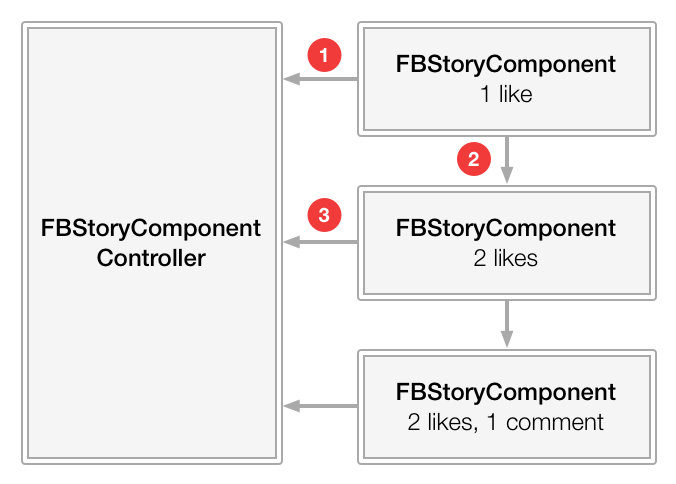 1
FBStoryComponent
1 like
2
FBStoryComponent
Controller
3
FBStoryComponent
2 likes
FBStoryComponent
2 likes, 1 comment